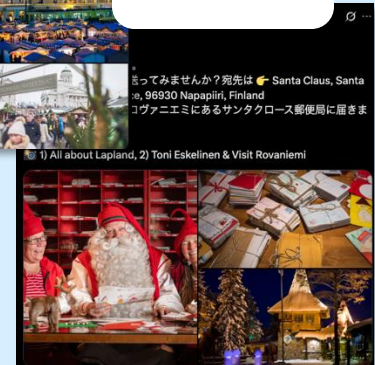 送ってみませんか？宛先は 👉 Santa Claus, Santa
ce, 96930 Napapiiri, Finland
ロヴァニエミにあるサンタクロース郵便局に届きま
📷 1) All about Lapland, 2) Toni Eskelinen & Visit Rovaniemi